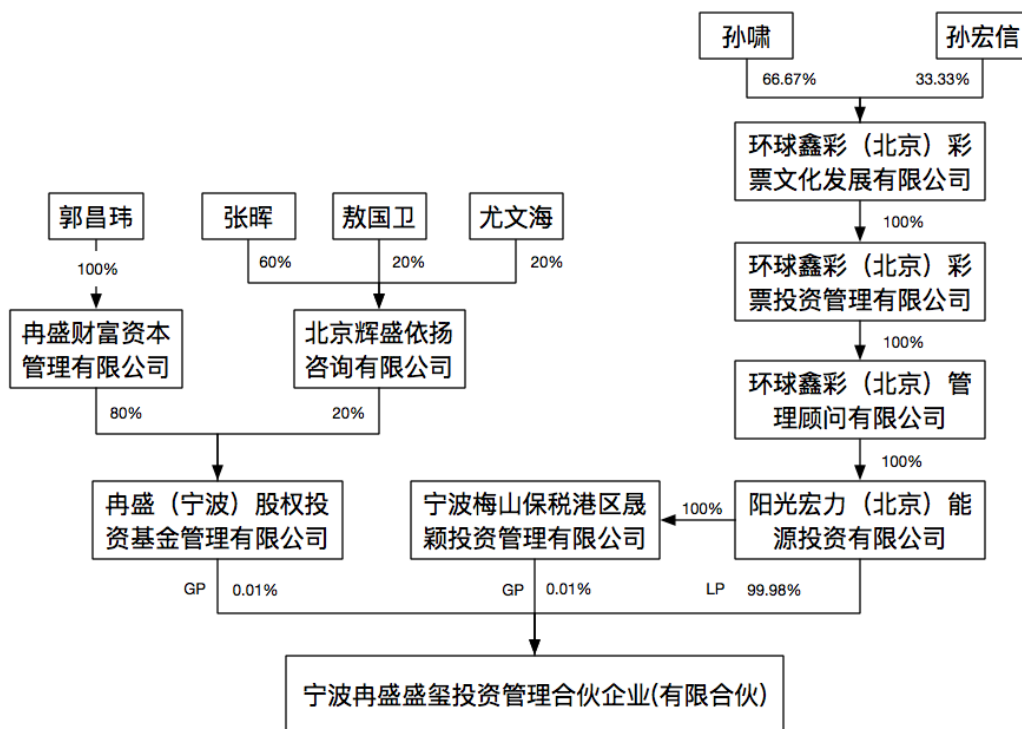 孙啸
孙宏信
66.67%
33.33%
环球鑫彩（北京）彩
票文化发展有限公司
郭昌玮
张晖
敖国卫
尤文海
100%
100%
60%
20%
20%
环球鑫彩（北京）彩
票投资管理有限公司
冉盛财富资本
管理有限公司
北京辉盛依扬
咨询有限公司
100%
环球鑫彩（北京）管
理顾问有限公司
80%
20%
100%
冉盛（宁波）股权投
资基金管理有限公司
宁波梅山保税港区晟
颖投资管理有限公司
100%
阳光宏力（北京）能
源投资有限公司
GP
0.01%
GP
0.01%
LP
99.98%
宁波冉盛盛玺投资管理合伙企业(有限合伙)